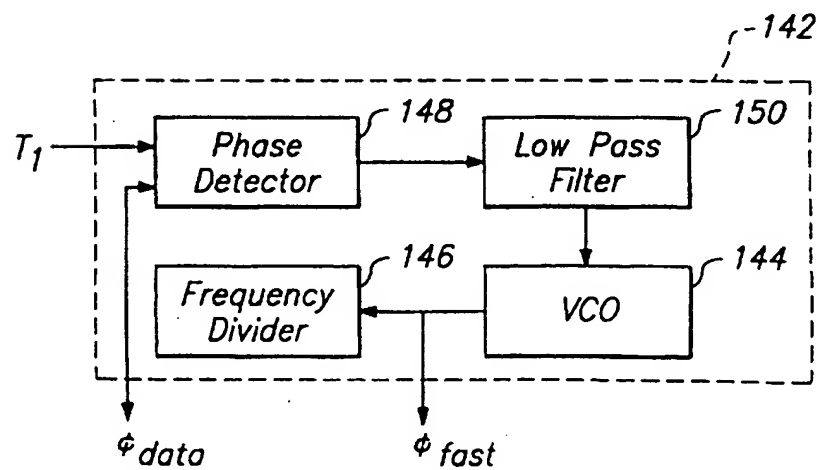 142
148
150
T1
Phase
Detector
Low Pass
Filter
146
144
Frequency
Divider
VCO
ϕdata
ϕfast